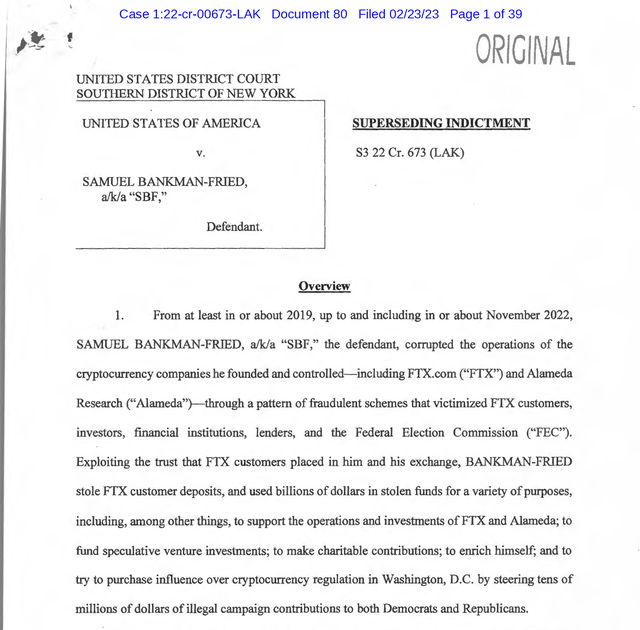 Case 1:22-cr-00673-LAK Document 80 Filed 02/23/23 Page 1 of 39
ORIGINAL
UNITED STATES DISTRICT COURT
SOUTHERN DISTRICT OF NEW YORK
UNITED STATES OF AMERICA
v.
SAMUEL BANKMAN-FRIED,
a/k/a “SBF,”
Defendant.
SUPERSEDING INDICTMENT
S3 22 Cr. 673 (LAK)
Overview
1. From at least in or about 2019, up to and including in or about November 2022,
SAMUEL BANKMAN-FRIED, a/k/a “SBF,” the defendant, corrupted the operations of the
cryptocurrency companies he founded and controlled—including FTX.com (“FTX”) and Alameda
Research (“Alameda”)—through a pattern of fraudulent schemes that victimized FTX customers,
investors, financial institutions, lenders, and the Federal Election Commission (“FEC”).
Exploiting the trust that FTX customers placed in him and his exchange, BANKMAN-FRIED
stole FTX customer deposits, and used billions of dollars in stolen funds for a variety of purposes,
including, among other things, to support the operations and investments of FTX and Alameda; to
fund speculative venture investments; to make charitable contributions; to enrich himself; and to
try to purchase influence over cryptocurrency regulation in Washington, D.C. by steering tens of
millions of dollars of illegal campaign contributions to both Democrats and Republicans.